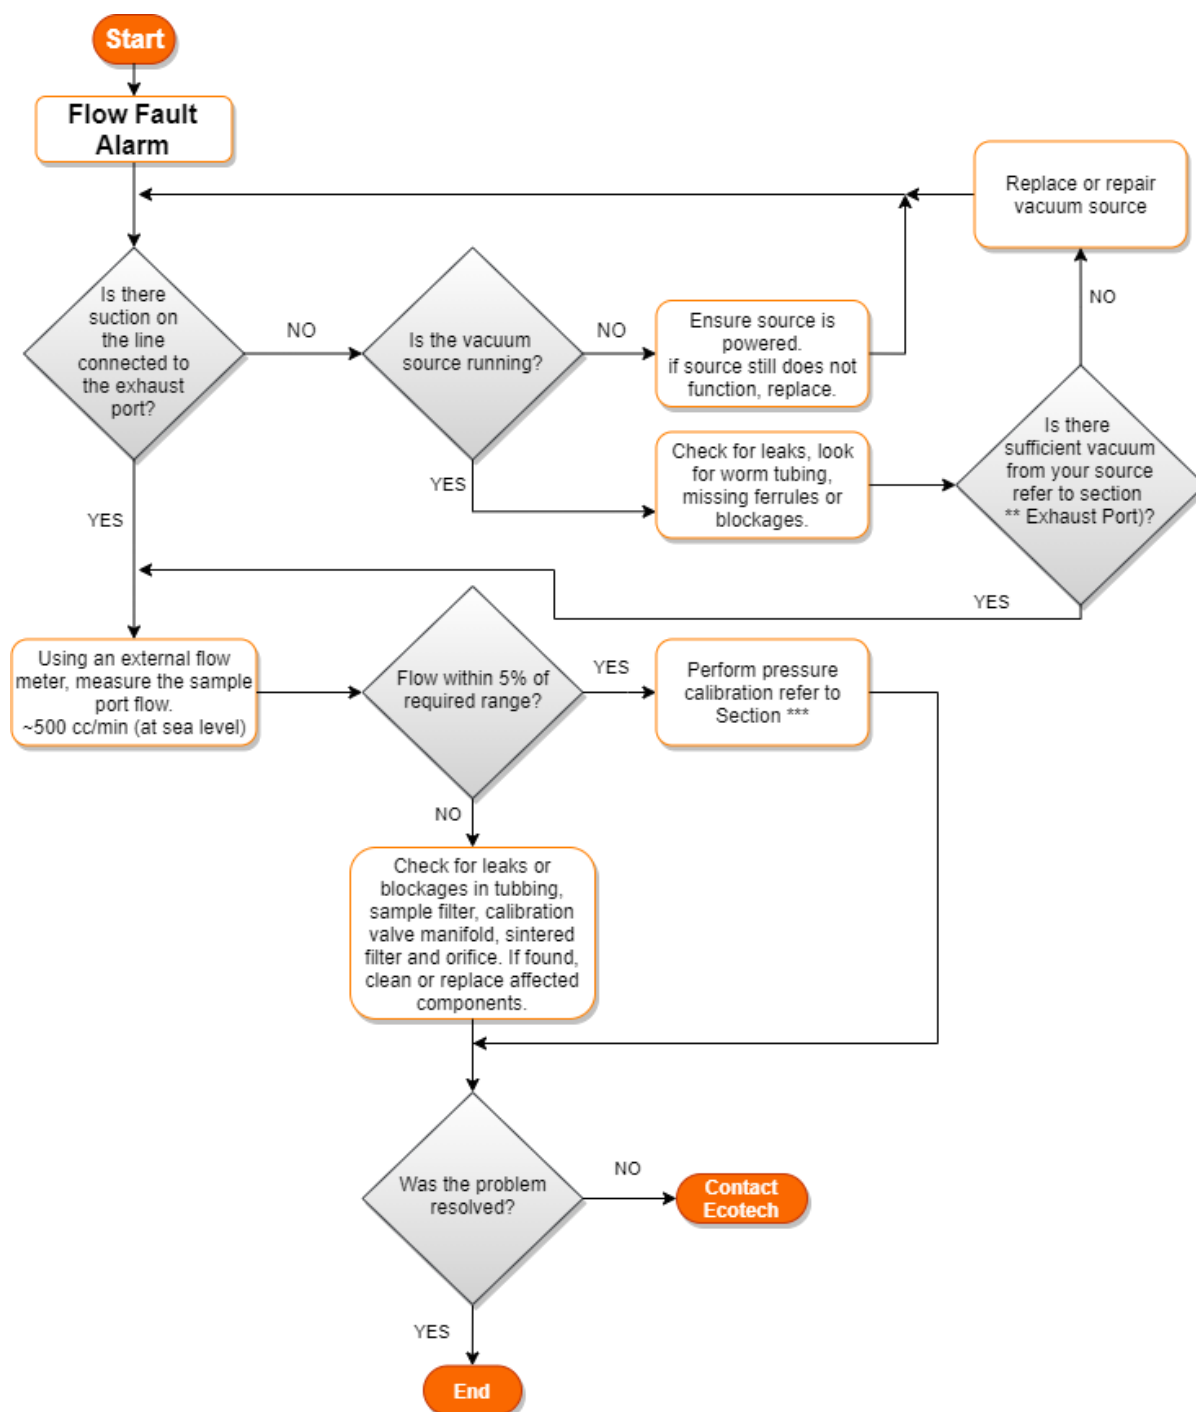 Start
Flow Fault
Alarm
Replace or repair
vacuum source
NO
Is there
suction on
the line
connected to
the exhaust
port?
NO
Is the vacuum
source running?
NO
Ensure source is
powered.
if source still does not
function, replace.
YES
Check for leaks, look
for worm tubing,
missing ferrules or
blockages.
Is there
sufficient vacuum
from your source
refer to section
** Exhaust Port)?
YES
YES
Using an external flow
meter, measure the sample
port flow.
~500 cc/min (at sea level)
Flow within 5% of
required range?
YES
Perform pressure
calibration refer to
Section ***
NO
Check for leaks or
blockages in tubbing,
sample filter, calibration
valve manifold, sintered
filter and orifice. If found,
clean or replace affected
components.
Was the problem
resolved?
NO
Contact
Ecotech
YES
End